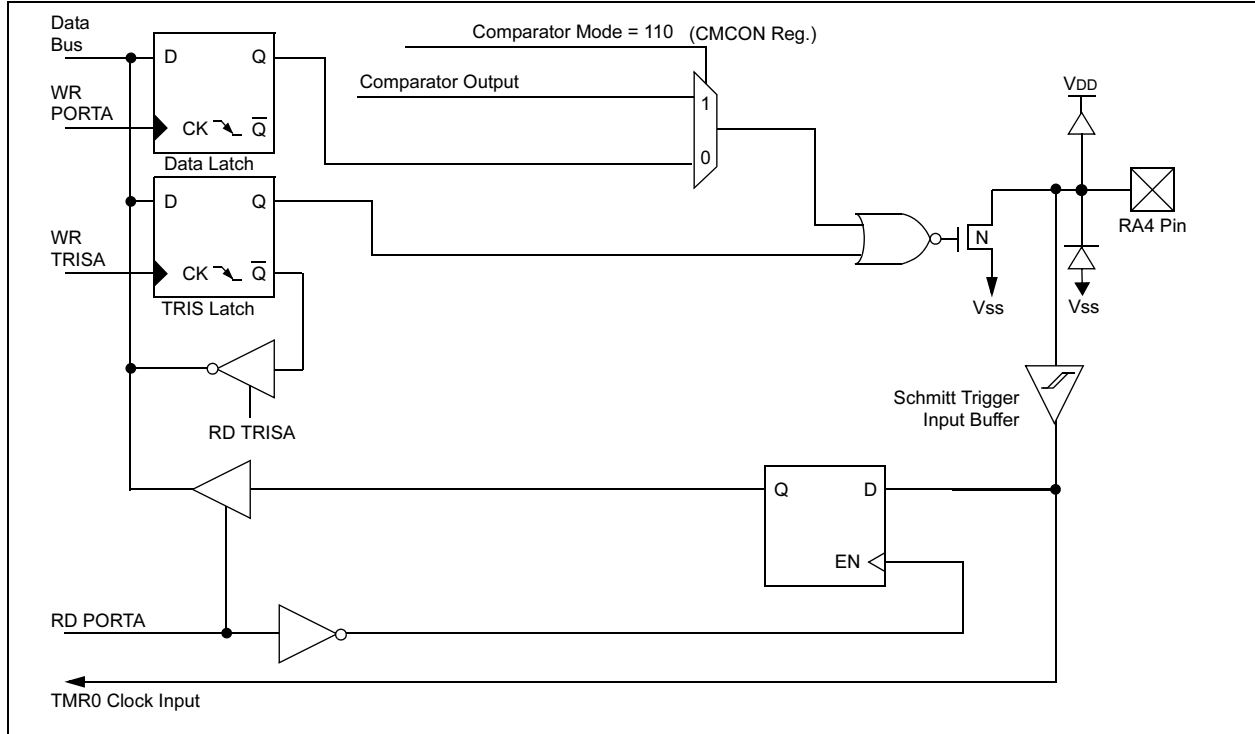 Data
Bus
D Q
WR
PORTA
CK Q
Data Latch
D Q
WR
TRISA
CK Q
TRIS Latch
RD TRISA
Comparator Mode = 110 (CMCON Reg.)
Comparator Output
1
0
N
Vss
VDD
RA4 Pin
Vss
Schmitt Trigger
Input Buffer
Q D
EN
RD PORTA
TMR0 Clock Input